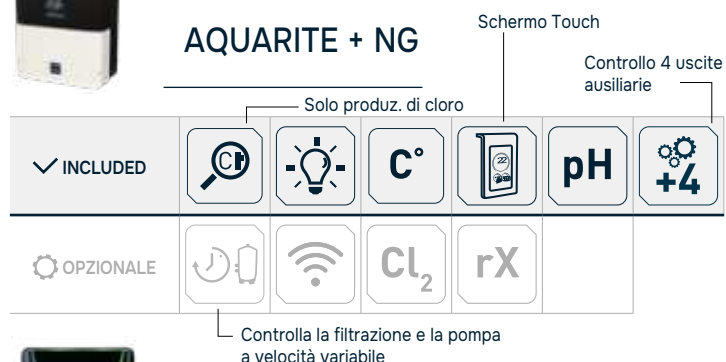 AQUARITE + NG
Schermo Touch
Controllo 4 uscite
ausiliarie
Solo produz. di cloro
INCLUDED
Cl
C°
pH
+4
OPZIONALE
Cl₂
rX
Controlla la filtrazione e la pompa
a velocità variabile